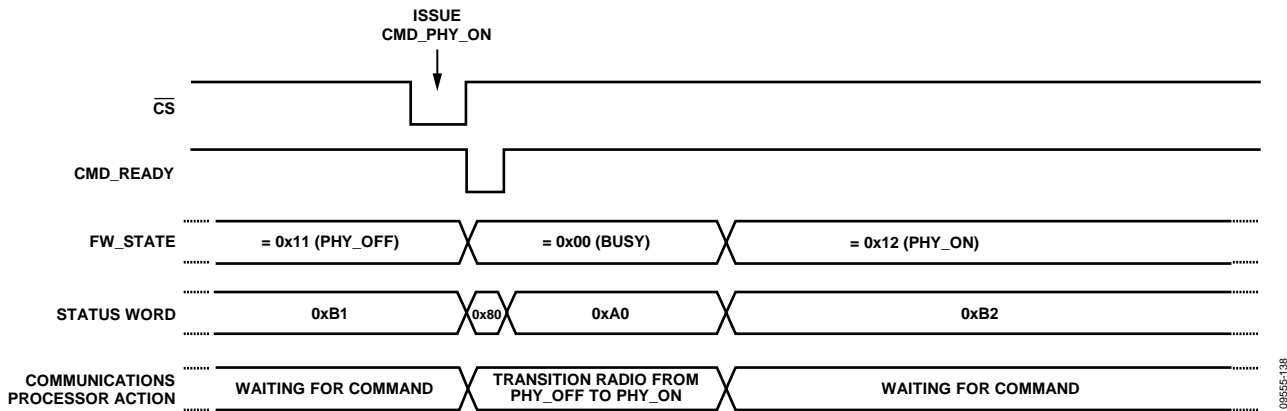 ISSUE
CMD_PHY_ON
CS
CMD_READY
FW_STATE
= 0x11 (PHY_OFF)
= 0x00 (BUSY)
= 0x12 (PHY_ON)
STATUS WORD
0xB1
0x80
0xA0
0xB2
COMMUNICATIONS
PROCESSOR ACTION
WAITING FOR COMMAND
TRANSITION RADIO FROM
PHY_OFF TO PHY_ON
WAITING FOR COMMAND
09555-138